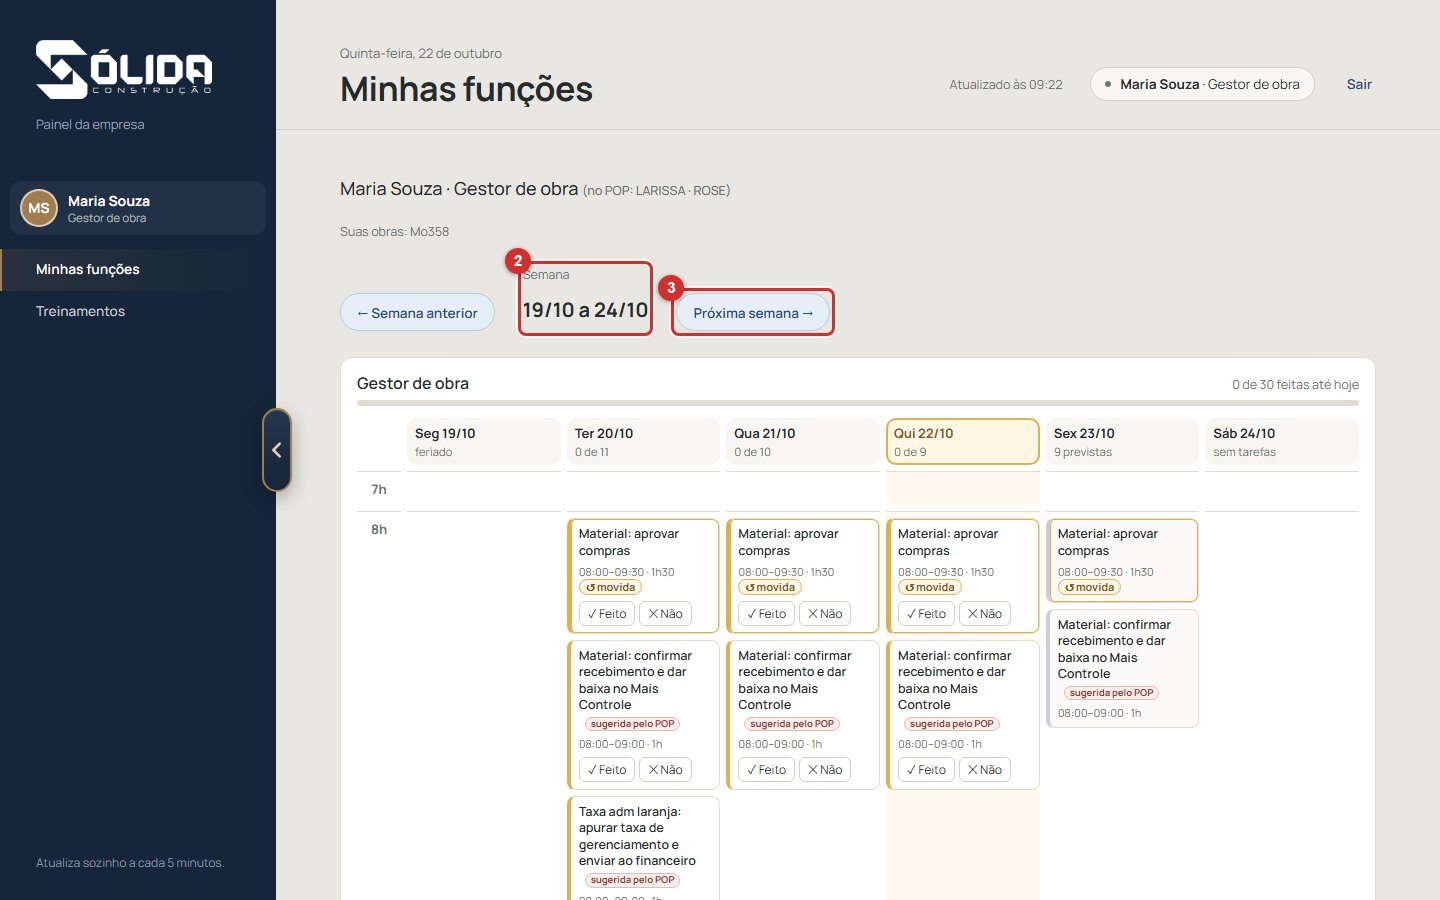 SÓLIDA
CONSTRUÇÃO
Painel da empresa
MS
Maria Souza
Gestor de obra
Minhas funções
Treinamentos
Atualiza sozinho a cada 5 minutos.
Quinta-feira, 22 de outubro
Minhas funções
Atualizado às 09:22
Maria Souza · Gestor de obra
Sair
Maria Souza · Gestor de obra (no POP: LARISSA · ROSE)
Suas obras: Mo358
2
Semana
3
← Semana anterior
19/10 a 24/10
Próxima semana →
Gestor de obra
0 de 30 feitas até hoje
Seg 19/10
feriado
Ter 20/10
0 de 11
Qua 21/10
0 de 10
Qui 22/10
0 de 9
Sex 23/10
9 previstas
Sáb 24/10
sem tarefas
7h
8h
Material: aprovar
compras
08:00–09:30 · 1h30
↺ movida
✓ Feito
✕ Não
Material: confirmar
recebimento e dar
baixa no Mais
Controle
sugerida pelo POP
08:00–09:00 · 1h
✓ Feito
✕ Não
Taxa adm laranja:
apurar taxa de
gerenciamento e
enviar ao financeiro
sugerida pelo POP
Material: aprovar
compras
08:00–09:30 · 1h30
↺ movida
✓ Feito
✕ Não
Material: confirmar
recebimento e dar
baixa no Mais
Controle
sugerida pelo POP
08:00–09:00 · 1h
✓ Feito
✕ Não
Material: aprovar
compras
08:00–09:30 · 1h30
↺ movida
✓ Feito
✕ Não
Material: confirmar
recebimento e dar
baixa no Mais
Controle
sugerida pelo POP
08:00–09:00 · 1h
✓ Feito
✕ Não
Material: aprovar
compras
08:00–09:30 · 1h30
↺ movida
Material: confirmar
recebimento e dar
baixa no Mais
Controle
sugerida pelo POP
08:00–09:00 · 1h